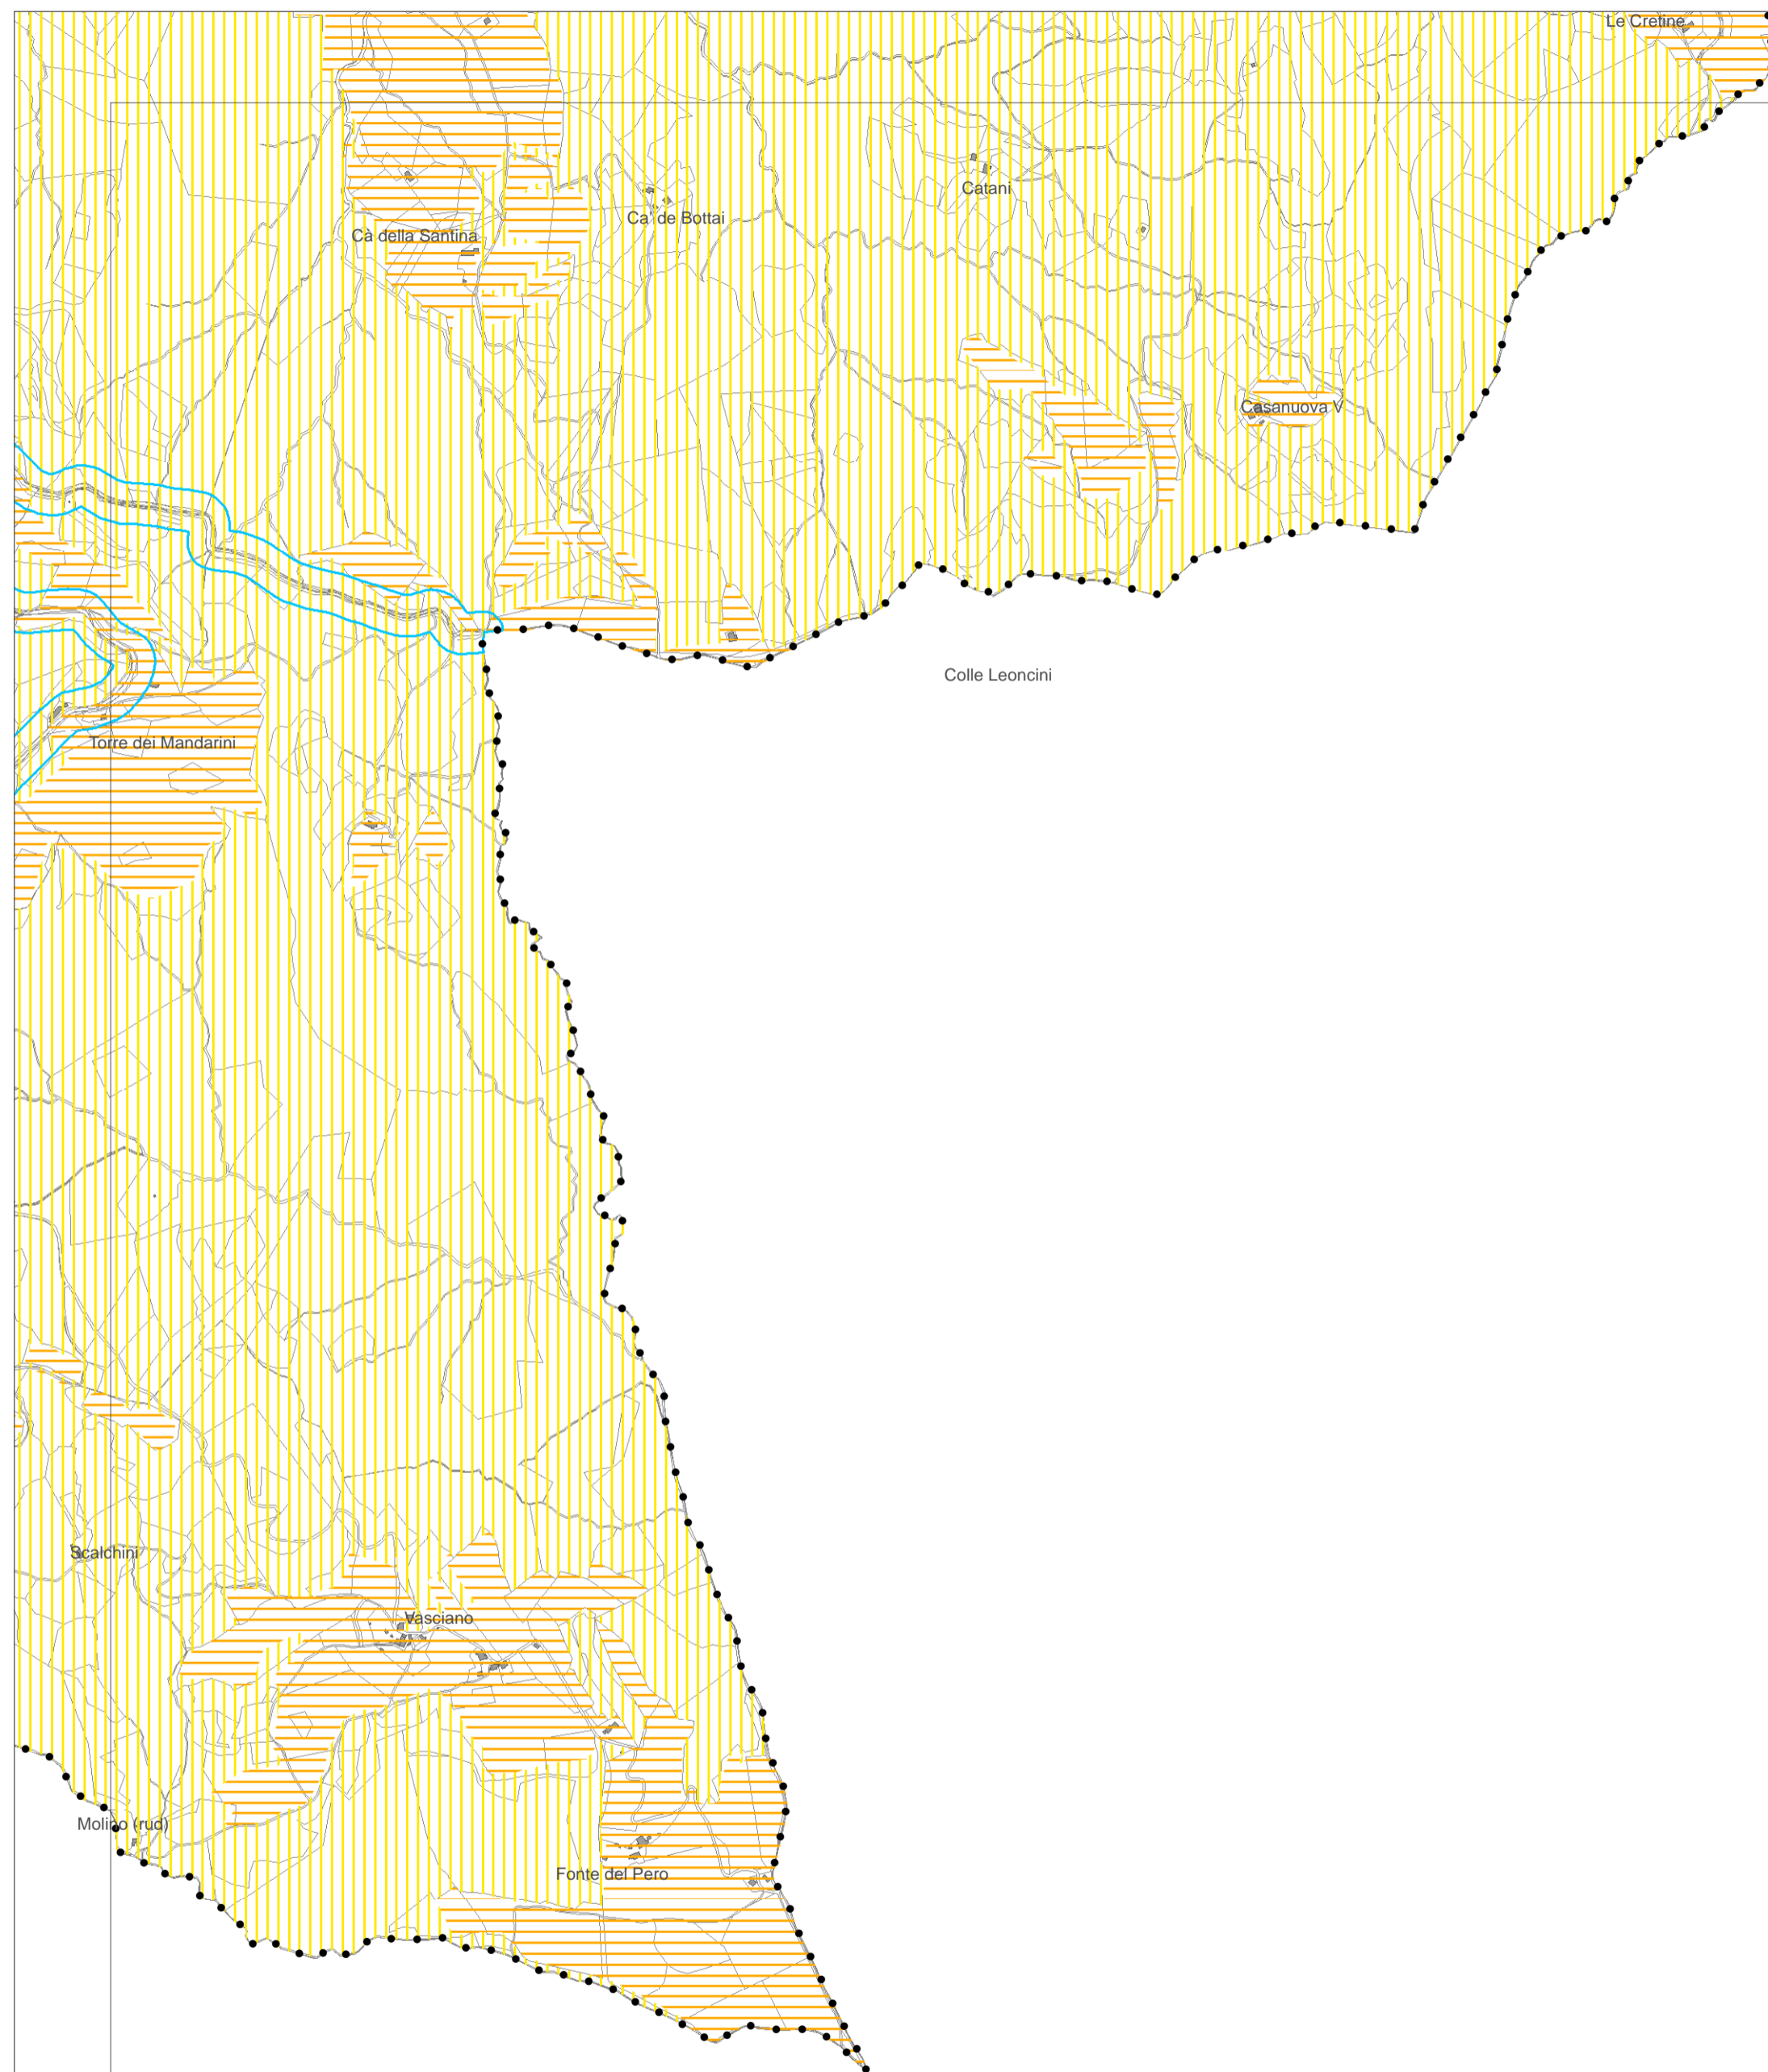 Le Cretine
Catani
Ca' de Bottai
Cà della Santina
Casanuova V
Colle Leoncini
Torre dei Mandarini
Scalchini
Vasciano
Molino (rud)
Fonte del Pero